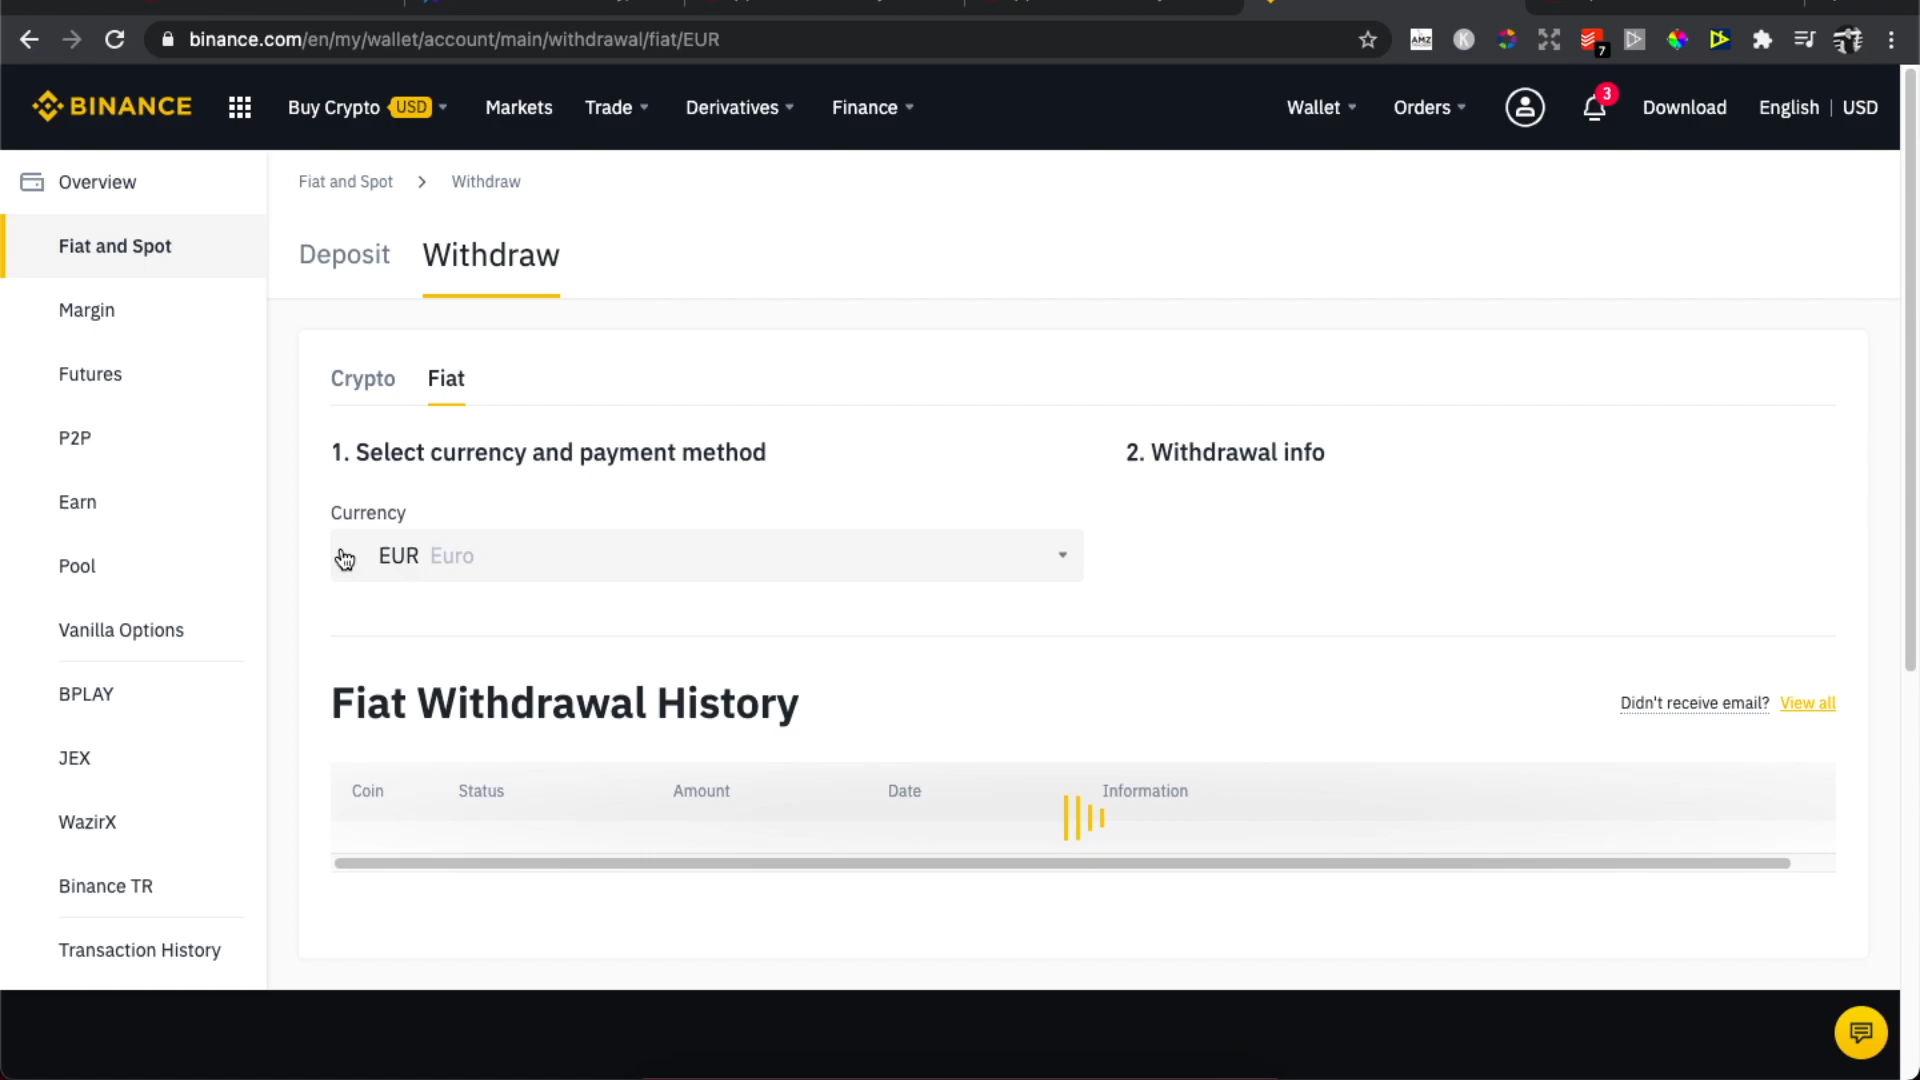 binance.com/en/my/wallet/account/main/withdrawal/fiat/EUR
AMZ
K
7
BINANCE
Buy Crypto USD
Markets
Trade
Derivatives
Finance
Wallet
Orders
3
Download
English | USD
Overview
Fiat and Spot
Margin
Futures
P2P
Earn
Pool
Vanilla Options
BPLAY
JEX
WazirX
Binance TR
Transaction History
Fiat and Spot > Withdraw
Deposit
Withdraw
Crypto
Fiat
1. Select currency and payment method
Currency
EUR Euro
2. Withdrawal info
Fiat Withdrawal History
Didn't receive email? View all
Coin
Status
Amount
Date
Information